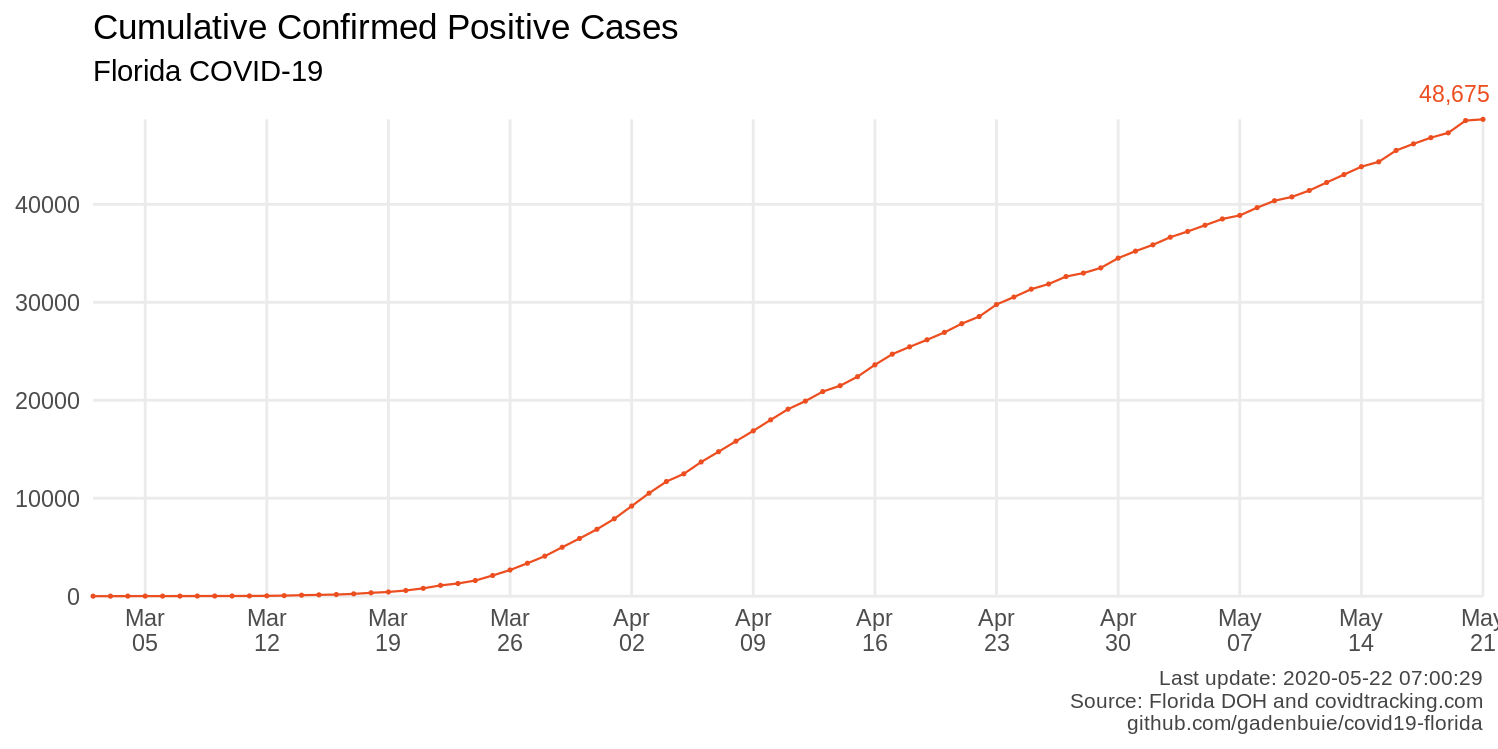 Cumulative Confirmed Positive Cases
Florida COVID-19
48,675
40000
30000
20000
10000
0
Mar Mar Mar Mar Apr Apr Apr Apr Apr May May May
05 12 19 26 02 09 16 23 30 07 14 21
Last update: 2020-05-22 07:00:29
Source: Florida DOH and covidtracking.com
github.com/gadenbuie/covid19-florida